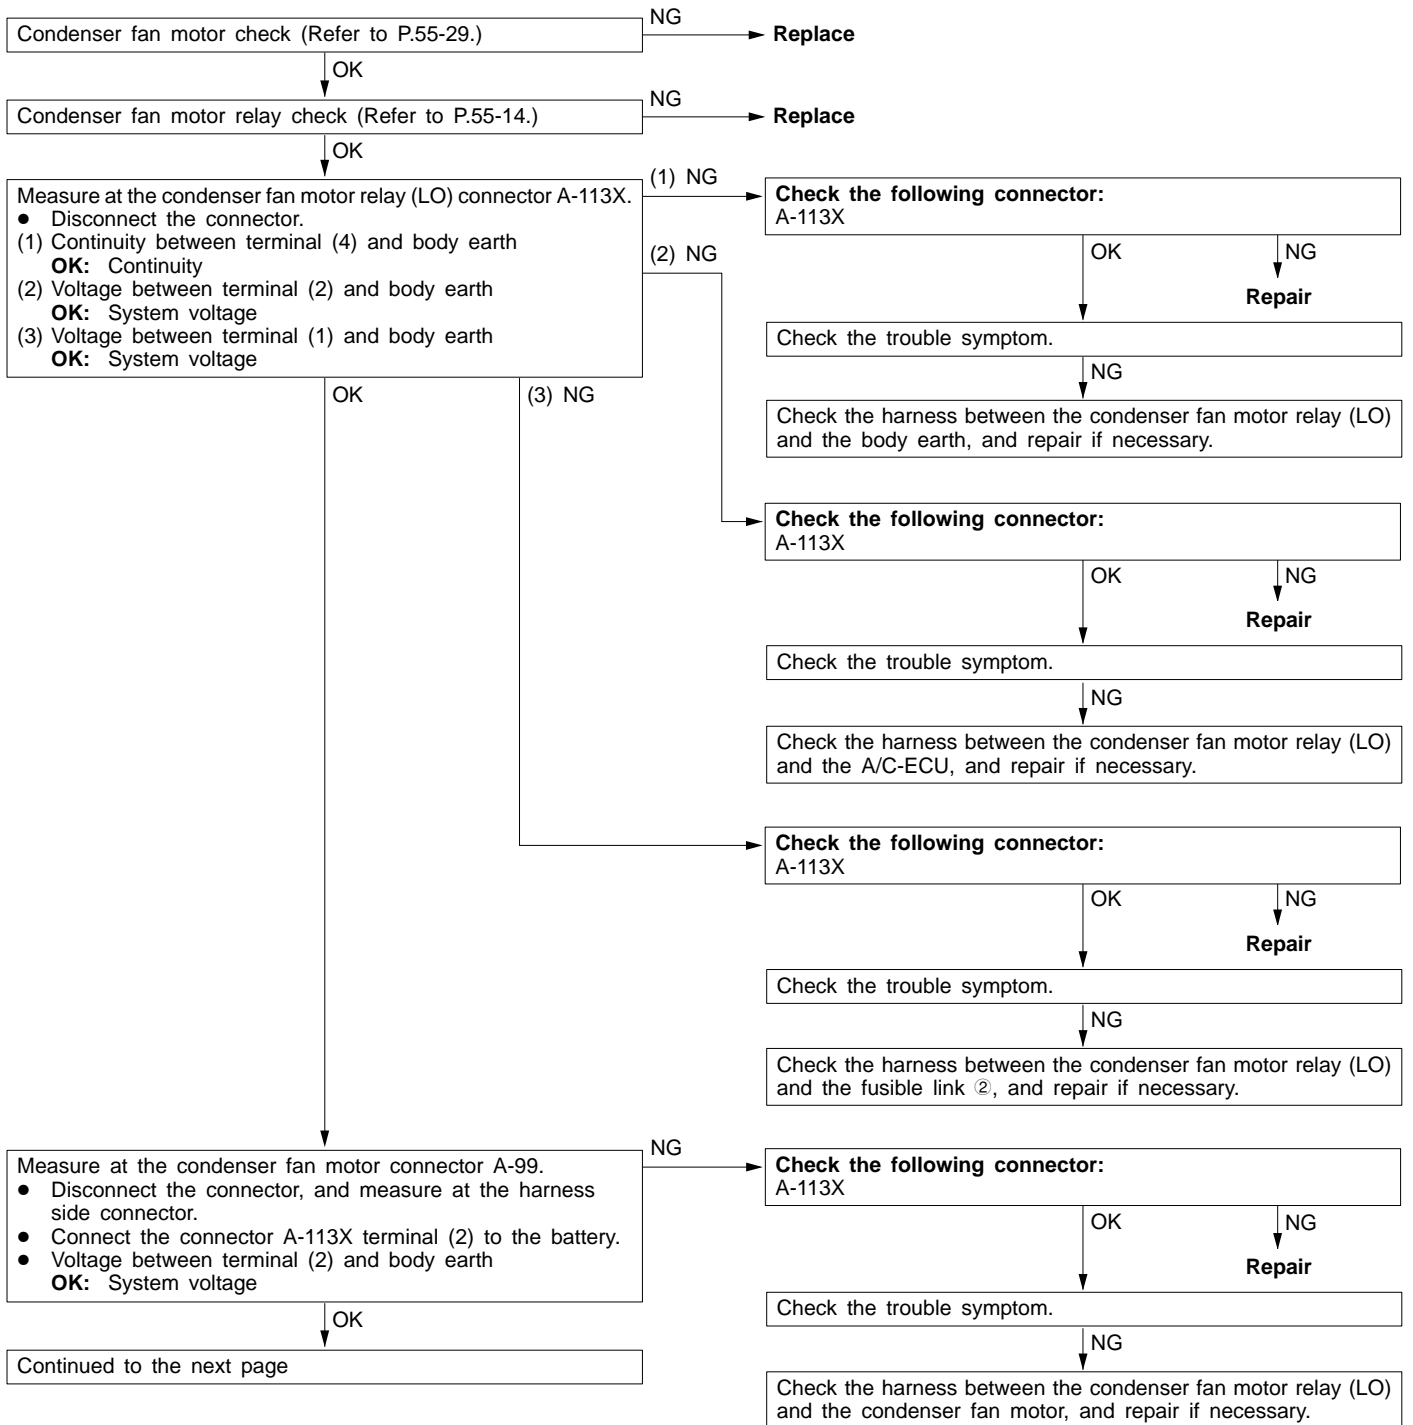 Condenser fan motor check (Refer to P.55-29.)
NG
Replace
OK
Condenser fan motor relay check (Refer to P.55-14.)
NG
Replace
OK
Measure at the condenser fan motor relay (LO) connector A-113X.
● Disconnect the connector.
(1) Continuity between terminal (4) and body earth
OK: Continuity
(2) Voltage between terminal (2) and body earth
OK: System voltage
(3) Voltage between terminal (1) and body earth
OK: System voltage
(1) NG
Check the following connector:
A-113X
OK
NG
Repair
Check the trouble symptom.
NG
Check the harness between the condenser fan motor relay (LO)
and the body earth, and repair if necessary.
(2) NG
Check the following connector:
A-113X
OK
NG
Repair
Check the trouble symptom.
NG
Check the harness between the condenser fan motor relay (LO)
and the A/C-ECU, and repair if necessary.
OK
(3) NG
Check the following connector:
A-113X
OK
NG
Repair
Check the trouble symptom.
NG
Check the harness between the condenser fan motor relay (LO)
and the fusible link ②, and repair if necessary.
Measure at the condenser fan motor connector A-99.
● Disconnect the connector, and measure at the harness
side connector.
● Connect the connector A-113X terminal (2) to the battery.
● Voltage between terminal (2) and body earth
OK: System voltage
NG
Check the following connector:
A-113X
OK
NG
Repair
Check the trouble symptom.
NG
Check the harness between the condenser fan motor relay (LO)
and the condenser fan motor, and repair if necessary.
OK
Continued to the next page